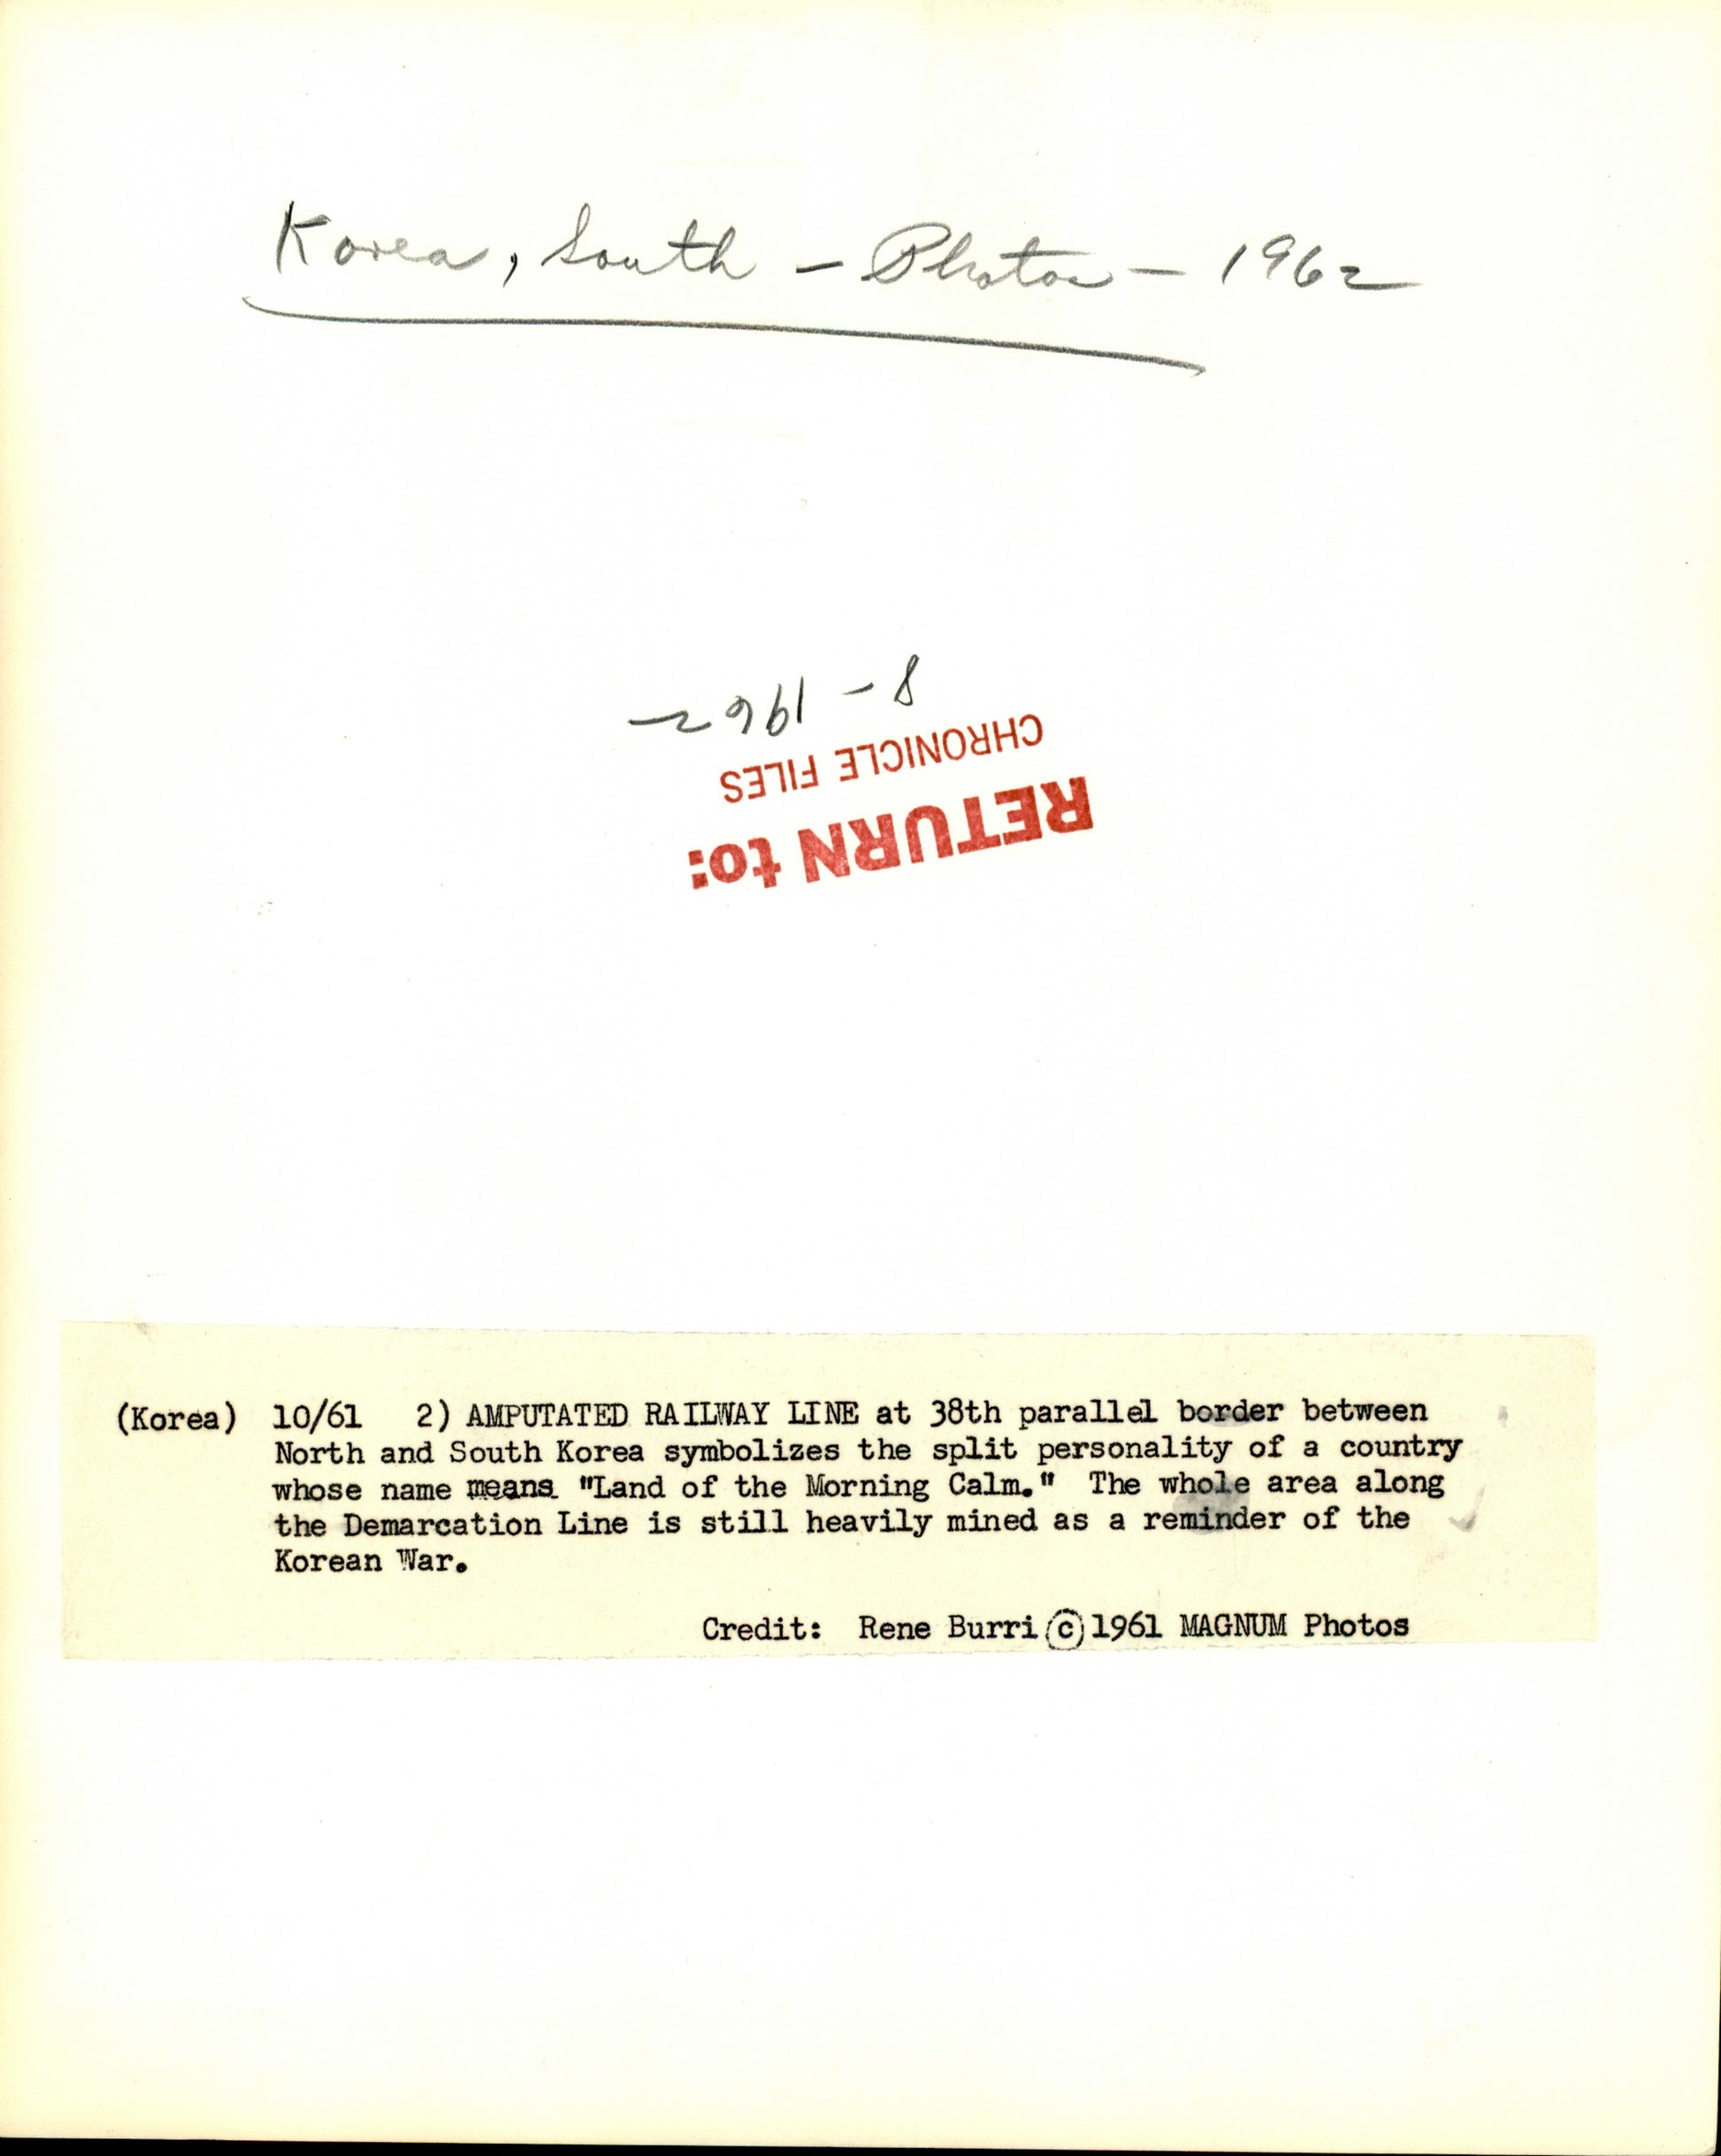 Korea, South – Photos – 1962
8 – 1962
CHRONICLE FILES
RETURN to:
(Korea) 10/61 2) AMPUTATED RAILWAY LINE at 38th parallel border between
North and South Korea symbolizes the split personality of a country
whose name means "Land of the Morning Calm." The whole area along
the Demarcation Line is still heavily mined as a reminder of the
Korean War.
Credit: Rene Burri © 1961 MAGNUM Photos